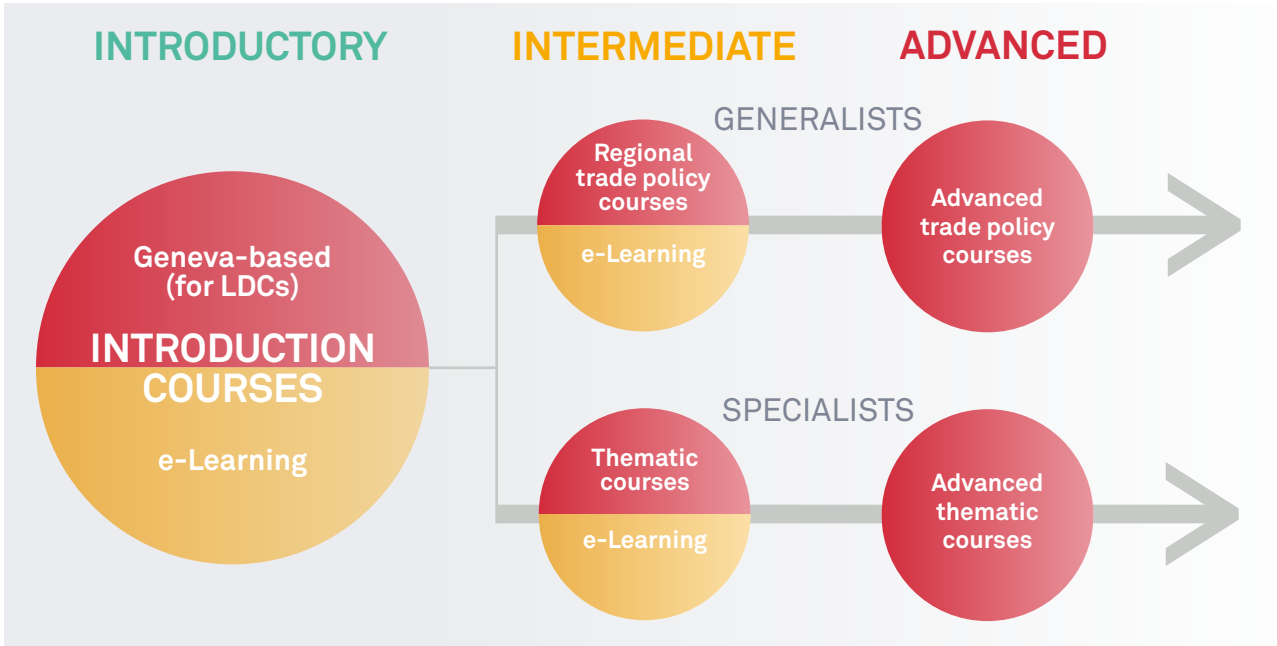 INTRODUCTORY
INTERMEDIATE
ADVANCED
Geneva-based
(for LDCs)
INTRODUCTION
COURSES
e-Learning
GENERALISTS
Regional
trade policy
courses
e-Learning
Advanced
trade policy
courses
SPECIALISTS
Thematic
courses
e-Learning
Advanced
thematic
courses